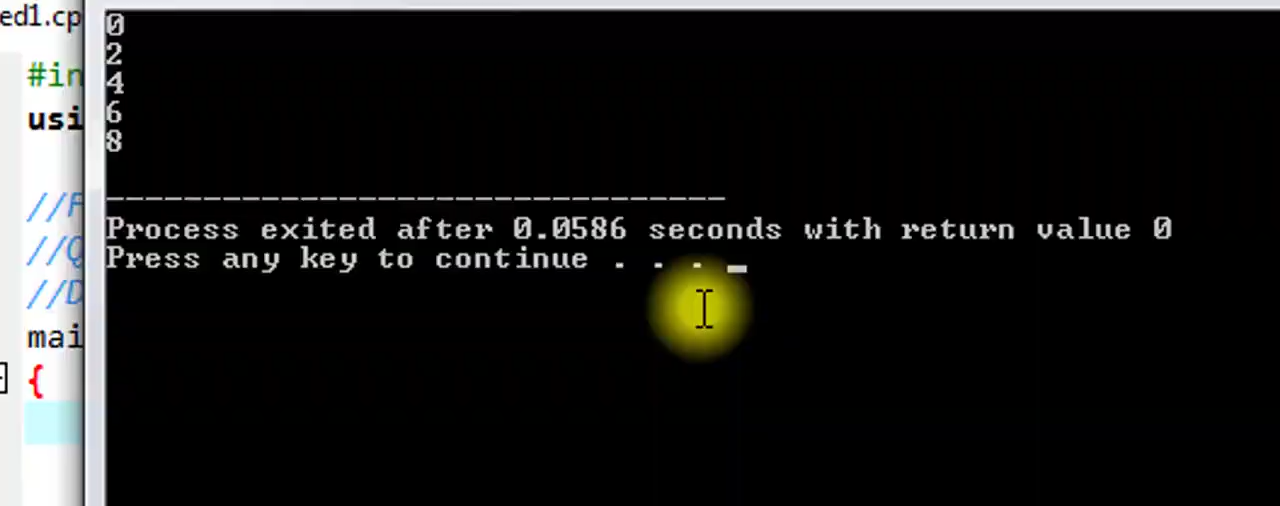 ed1.cp
#in
usi
//F
//Q
//D
mai
{
0
2
4
6
8
--------------------------------
Process exited after 0.0586 seconds with return value 0
Press any key to continue . . . _